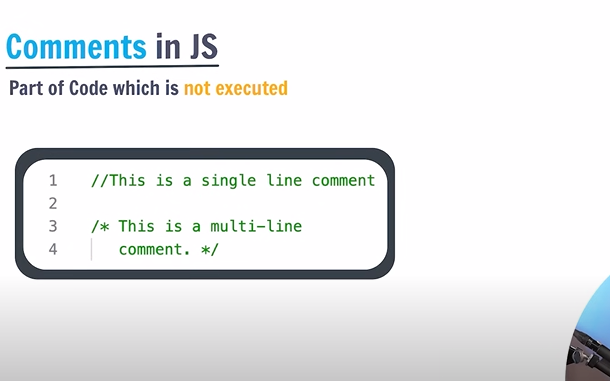 Comments in JS
Part of Code which is not executed
1 //This is a single line comment
2
3 /* This is a multi-line
4 comment. */